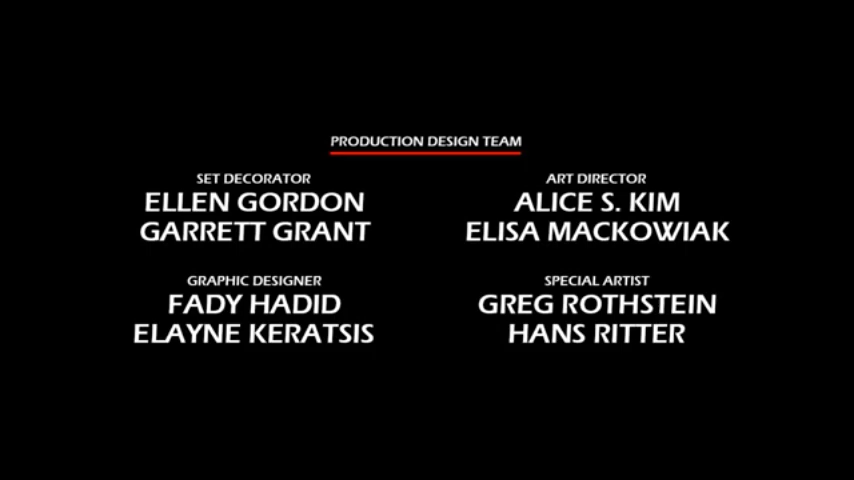 PRODUCTION DESIGN TEAM
SET DECORATOR
ELLEN GORDON
GARRETT GRANT
ART DIRECTOR
ALICE S. KIM
ELISA MACKOWIAK
GRAPHIC DESIGNER
FADY HADID
ELAYNE KERATSIS
SPECIAL ARTIST
GREG ROTHSTEIN
HANS RITTER